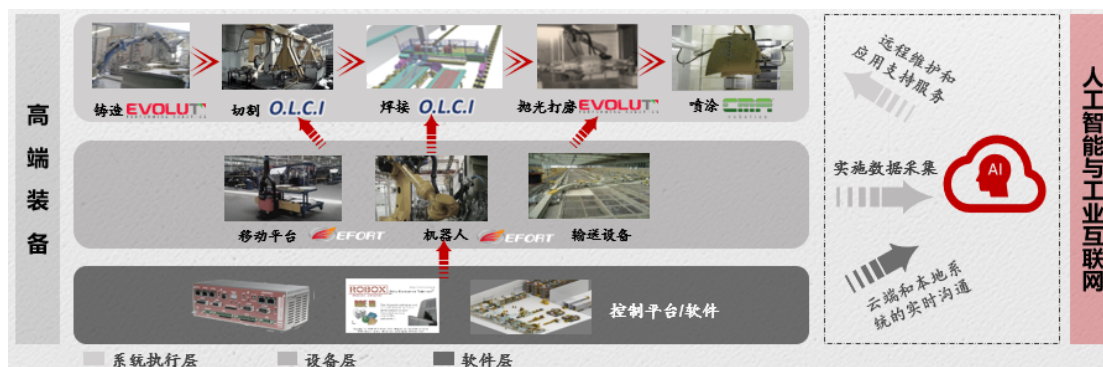 高端装备
铸造 EVOLUT
切割 O.L.C.I
焊接 O.L.C.I
抛光打磨 EVOLUT
喷涂 CMA
移动平台 EFORT
机器人 EFORT
输送设备
ROBOX
控制平台/软件
系统执行层
设备层
软件层
远程维护和
应用支持服务
实施数据采集
AI
云端和本地系
统的实时沟通
人工智能与工业互联网